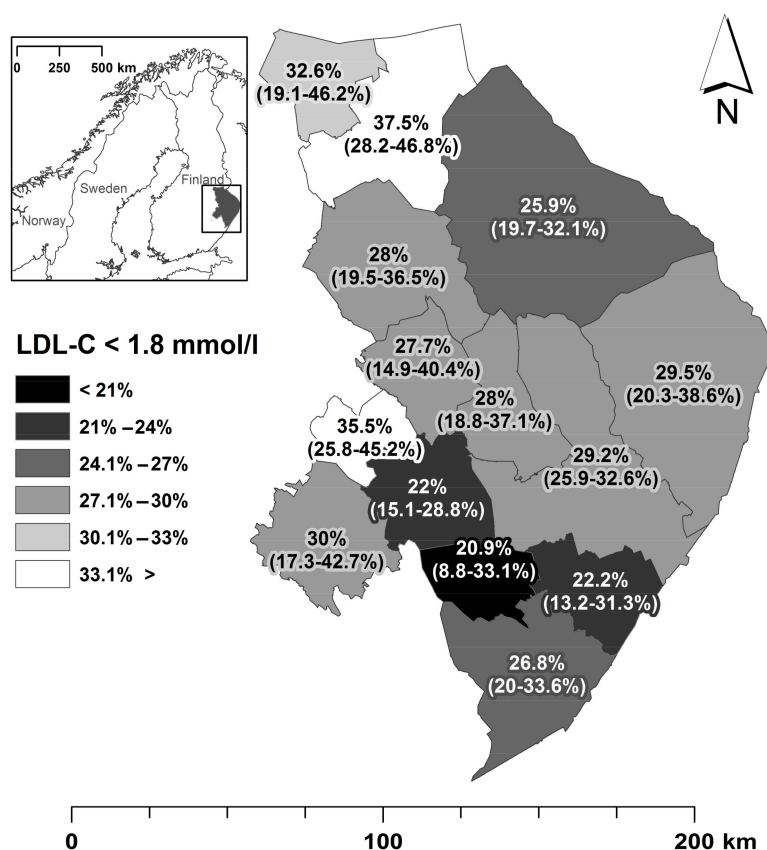 0 250 500 km
Norway
Sweden
Finland
N
32.6%
(19.1-46.2%)
37.5%
(28.2-46.8%)
25.9%
(19.7-32.1%)
28%
(19.5-36.5%)
27.7%
(14.9-40.4%)
28%
(18.8-37.1%)
29.5%
(20.3-38.6%)
35.5%
(25.8-45.2%)
29.2%
(25.9-32.6%)
22%
(15.1-28.8%)
30%
(17.3-42.7%)
20.9%
(8.8-33.1%)
22.2%
(13.2-31.3%)
26.8%
(20-33.6%)
LDL-C < 1.8 mmol/l
< 21%
21% – 24%
24.1% – 27%
27.1% – 30%
30.1% – 33%
33.1% >
0 100 200 km